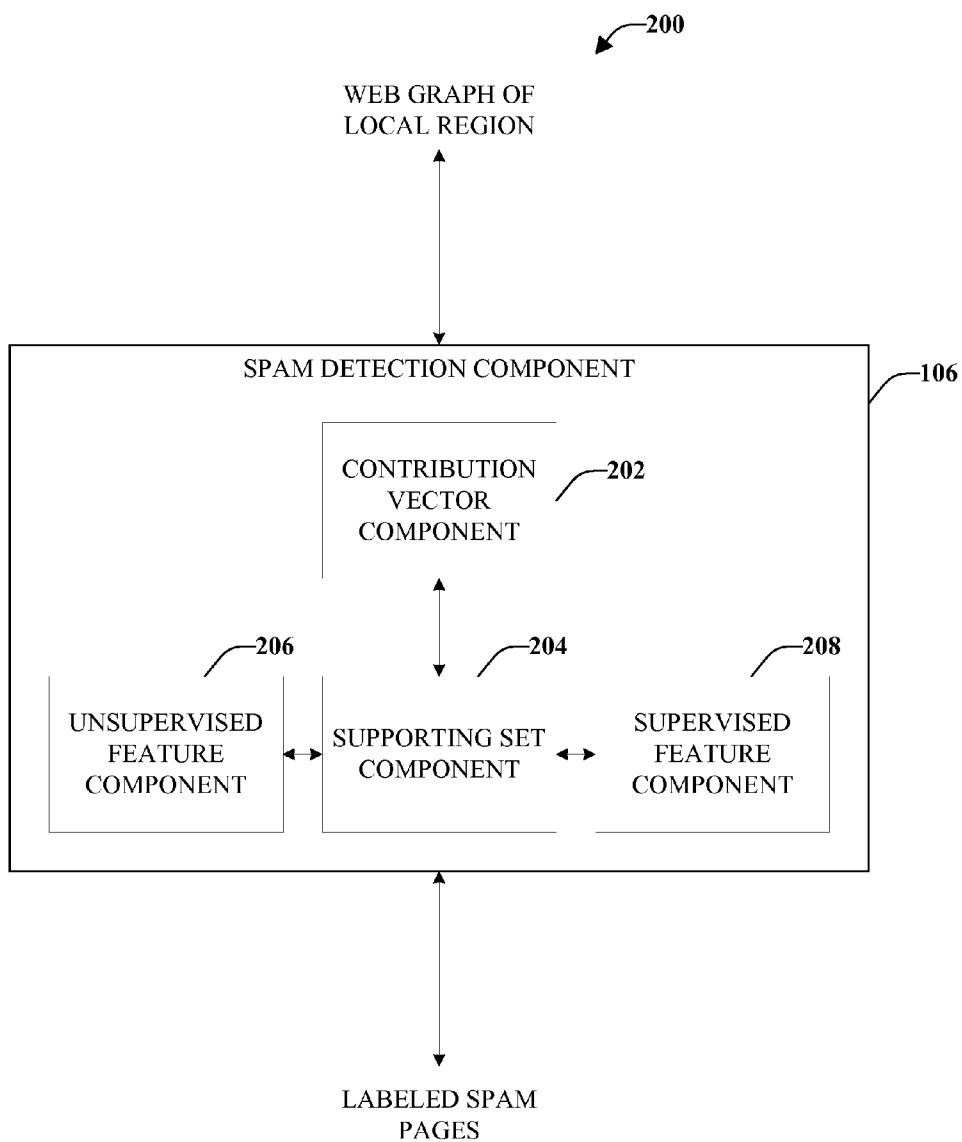 200
WEB GRAPH OF
LOCAL REGION
SPAM DETECTION COMPONENT
106
CONTRIBUTION
VECTOR
COMPONENT
202
206
204
208
UNSUPERVISED
FEATURE
COMPONENT
SUPPORTING SET
COMPONENT
SUPERVISED
FEATURE
COMPONENT
LABELED SPAM
PAGES